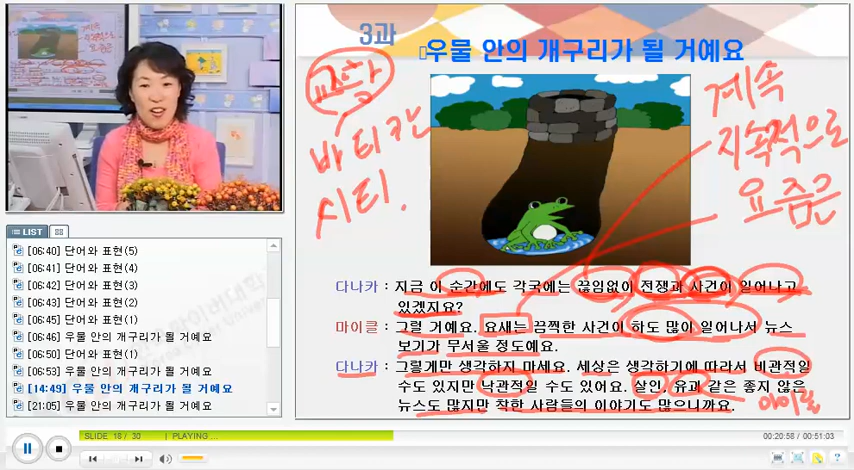 3과
우물 안의 개구리가 될 거예요
교황
바티칸
시티.
계속
지속적으로
요즘은
다나카 : 지금 이 순간에도 각국에는 끊임없이 전쟁과 사건이 일어나고
있겠지요?
마이클 : 그럴 거예요. 요새는 끔찍한 사건이 하도 많이 일어나서 뉴스
보기가 무서울 정도예요.
다나카 : 그렇게만 생각하지 마세요. 세상은 생각하기에 따라서 비관적일
수도 있지만 낙관적일 수도 있어요. 살인, 유괴 같은 좋지 않은
뉴스도 많지만 착한 사람들의 이야기도 많으니까요.
아이를
LIST
[06:40] 단어와 표현(5)
[06:41] 단어와 표현(4)
[06:42] 단어와 표현(3)
[06:43] 단어와 표현(2)
[06:45] 단어와 표현(1)
[06:46] 우물 안의 개구리가 될 거예요
[06:50] 단어와 표현(1)
[06:53] 우물 안의 개구리가 될 거예요
[14:49] 우물 안의 개구리가 될 거예요
[21:05] 우물 안의 개구리가 될 거예요
SLIDE 18 / 30 | PLAYING ...
00:20:58 / 00:51:03